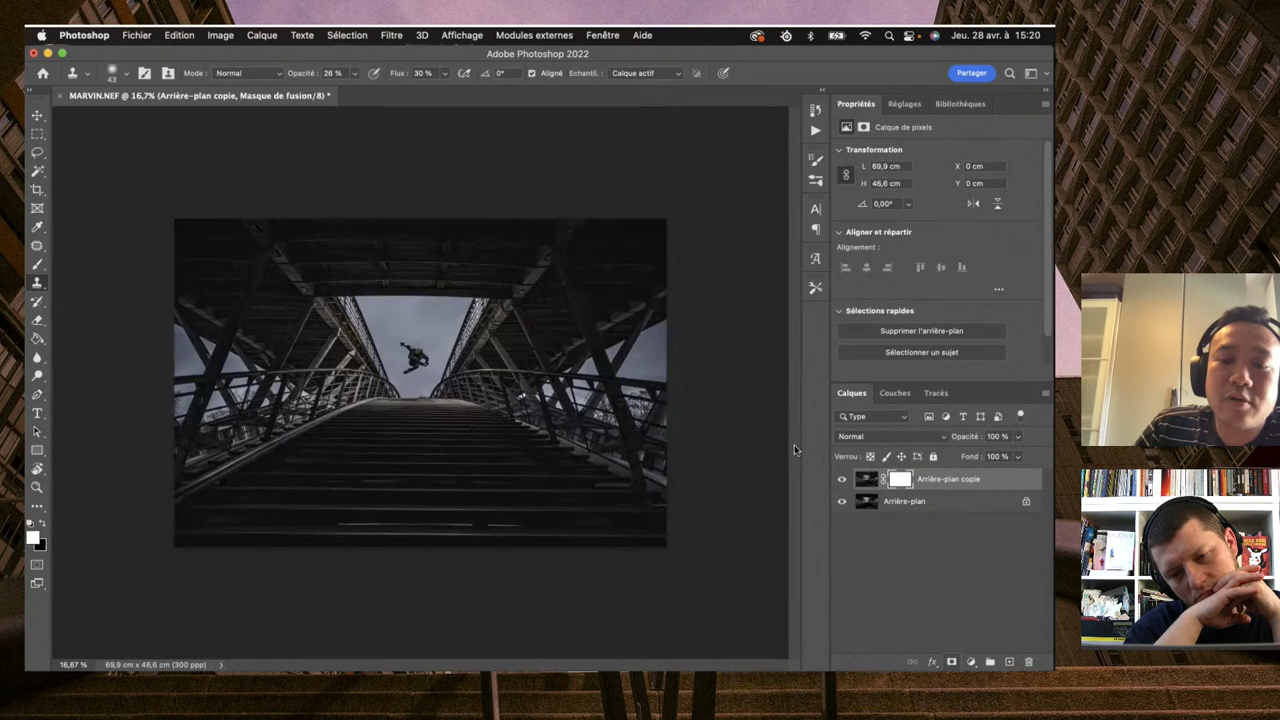 Photoshop Fichier Edition Image Calque Texte Sélection Filtre 3D Affichage Modules externes Fenêtre Aide Jeu. 28 avr. à 15:20
Adobe Photoshop 2022
43 Mode : Normal Opacité : 26 % Flux : 30 % 0° Aligné Echantil. : Calque actif Partager
MARVIN.NEF @ 16,7% (Arrière-plan copie, Masque de fusion/8) *
Propriétés Réglages Bibliothèques
Calque de pixels
Transformation
L 69,9 cm X 0 cm
H 46,6 cm Y 0 cm
0,00°
Aligner et répartir
Alignement :
Sélections rapides
Supprimer l'arrière-plan
Sélectionner un sujet
Calques Couches Tracés
Type
Normal Opacité : 100 %
Verrou : Fond : 100 %
Arrière-plan copie
Arrière-plan
fx
16,67 % 69,9 cm x 46,6 cm (300 ppp)